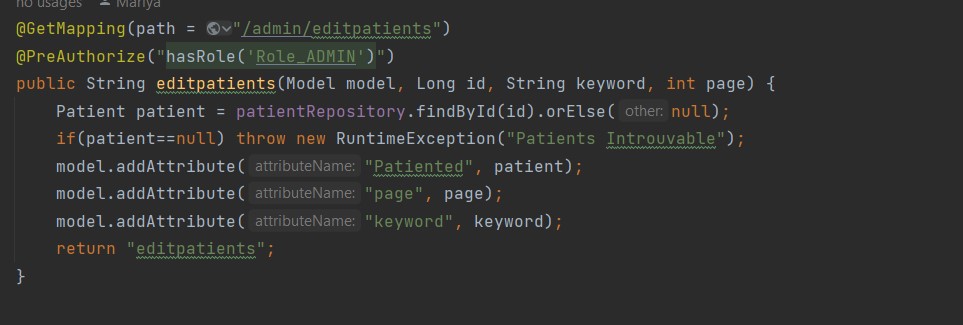 no usages Manya
@GetMapping(path = "/admin/editpatients")
@PreAuthorize("hasRole('Role_ADMIN')")
public String editpatients(Model model, Long id, String keyword, int page) {
Patient patient = patientRepository.findById(id).orElse( other: null);
if(patient==null) throw new RuntimeException("Patients Introuvable");
model.addAttribute( attributeName: "Patiented", patient);
model.addAttribute( attributeName: "page", page);
model.addAttribute( attributeName: "keyword", keyword);
return "editpatients";
}